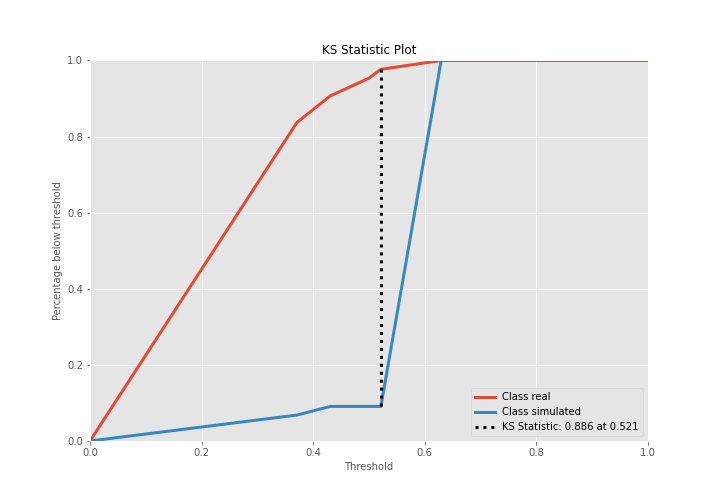 KS Statistic Plot
1.0
0.8
0.6
0.4
0.2
0.0
Percentage below threshold
0.0 0.2 0.4 0.6 0.8 1.0
Threshold
Class real
Class simulated
KS Statistic: 0.886 at 0.521